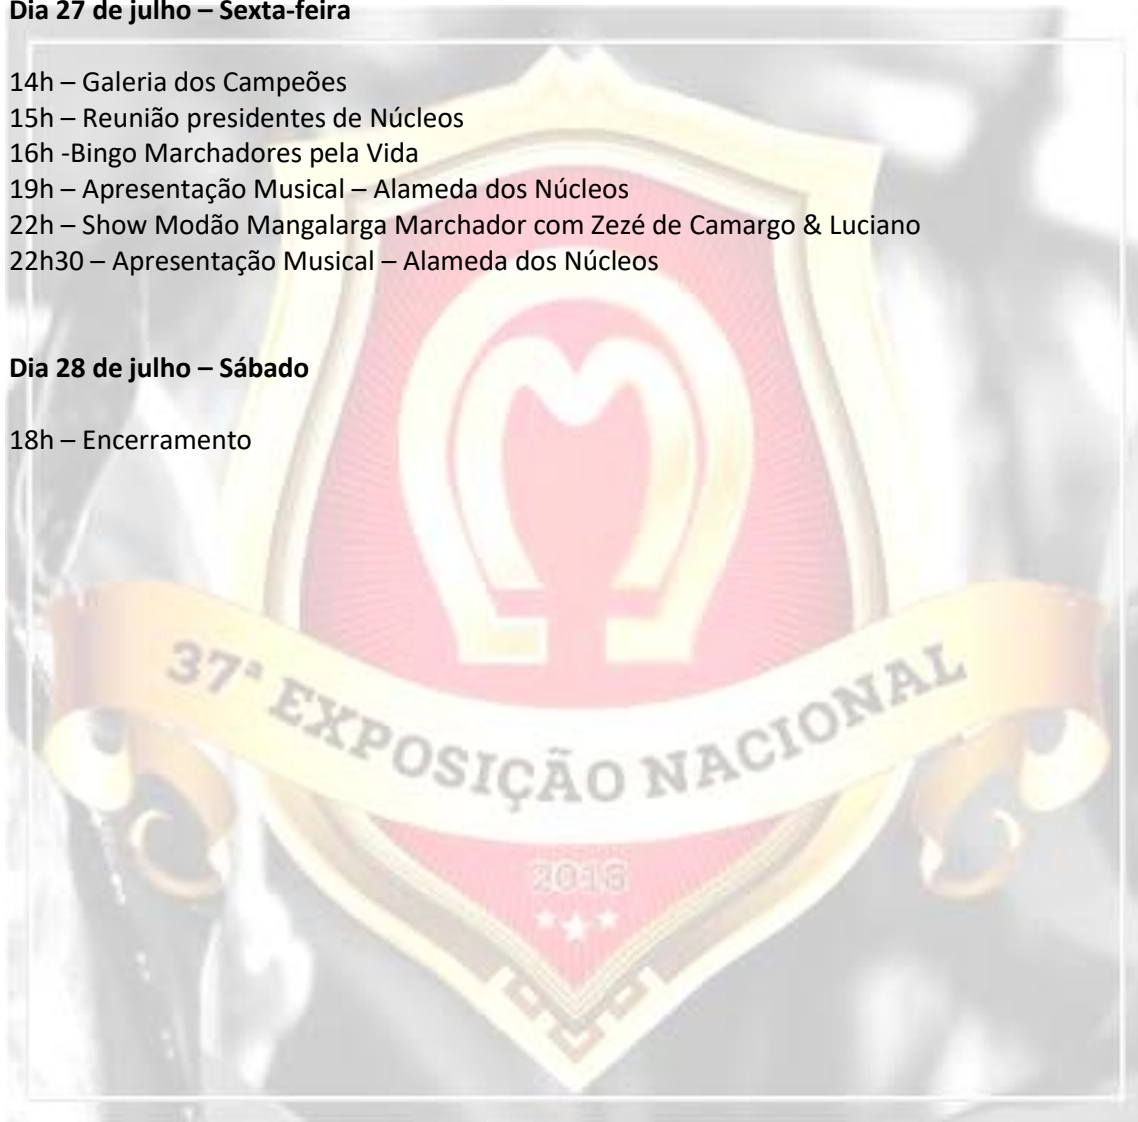 Dia 27 de julho – Sexta-feira
14h – Galeria dos Campeões
15h – Reunião presidentes de Núcleos
16h -Bingo Marchadores pela Vida
19h – Apresentação Musical – Alameda dos Núcleos
22h – Show Modão Mangalarga Marchador com Zezé de Camargo & Luciano
22h30 – Apresentação Musical – Alameda dos Núcleos
Dia 28 de julho – Sábado
18h – Encerramento
37ª EXPOSIÇÃO NACIONAL
2018